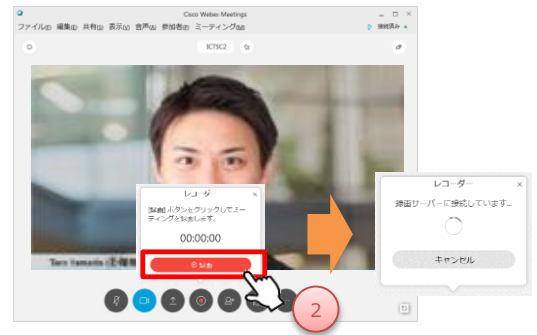 Cisco Webex Meetings
ファイル(F) 編集(E) 共有(S) 表示(V) 音声(A) 参加者(P) ミーティング(M)
接続済み
ICTSC2
レコーダー
[録画] ボタンをクリックしてミー
ティングを録画します。
00:00:00
録画
Taro Yamada
2
レコーダー
録画サーバーに接続しています...
キャンセル